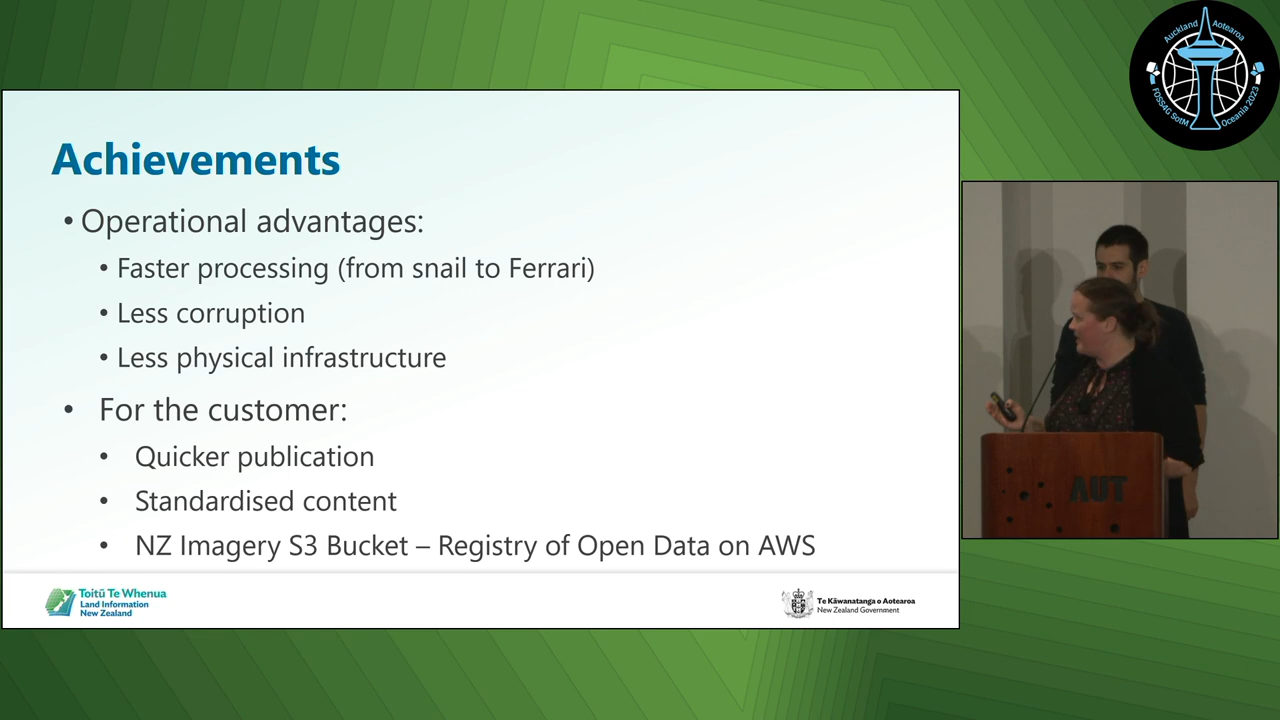 Achievements
• Operational advantages:
• Faster processing (from snail to Ferrari)
• Less corruption
• Less physical infrastructure
• For the customer:
• Quicker publication
• Standardised content
• NZ Imagery S3 Bucket – Registry of Open Data on AWS
Toitū Te Whenua
Land Information
New Zealand
Te Kāwanatanga o Aotearoa
New Zealand Government
Auckland Aotearoa
FOSS4G SotM Oceania 2023
AUT